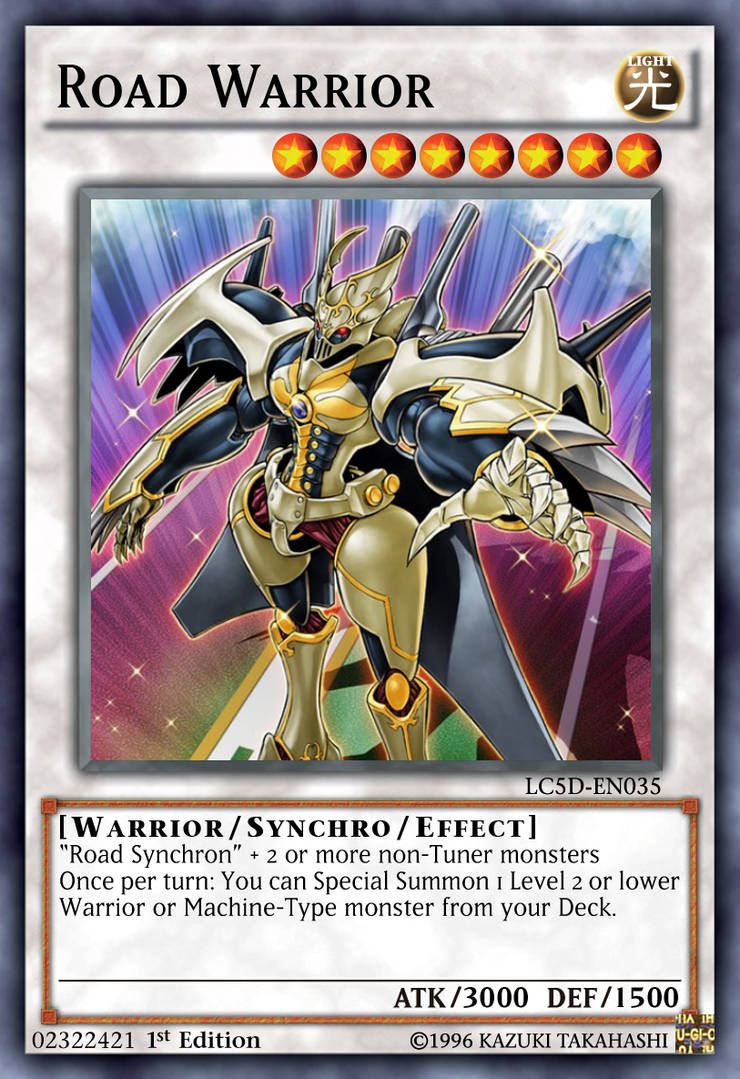 Road Warrior
LIGHT
光
LC5D-EN035
[Warrior/Synchro/Effect]
"Road Synchron" + 2 or more non-Tuner monsters
Once per turn: You can Special Summon 1 Level 2 or lower
Warrior or Machine-Type monster from your Deck.
ATK/3000 DEF/1500
02322421 1st Edition ©1996 KAZUKI TAKAHASHI